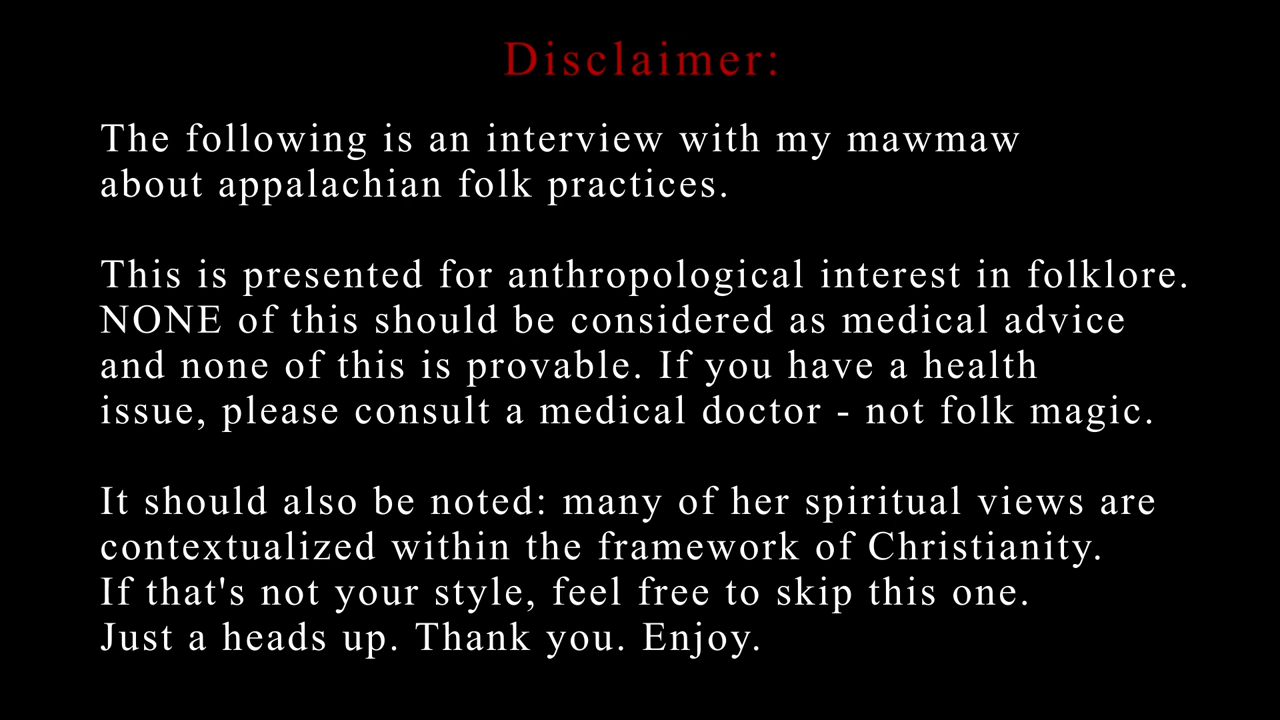 Disclaimer:
The following is an interview with my mawmaw
about appalachian folk practices.
This is presented for anthropological interest in folklore.
NONE of this should be considered as medical advice
and none of this is provable. If you have a health
issue, please consult a medical doctor - not folk magic.
It should also be noted: many of her spiritual views are
contextualized within the framework of Christianity.
If that's not your style, feel free to skip this one.
Just a heads up. Thank you. Enjoy.